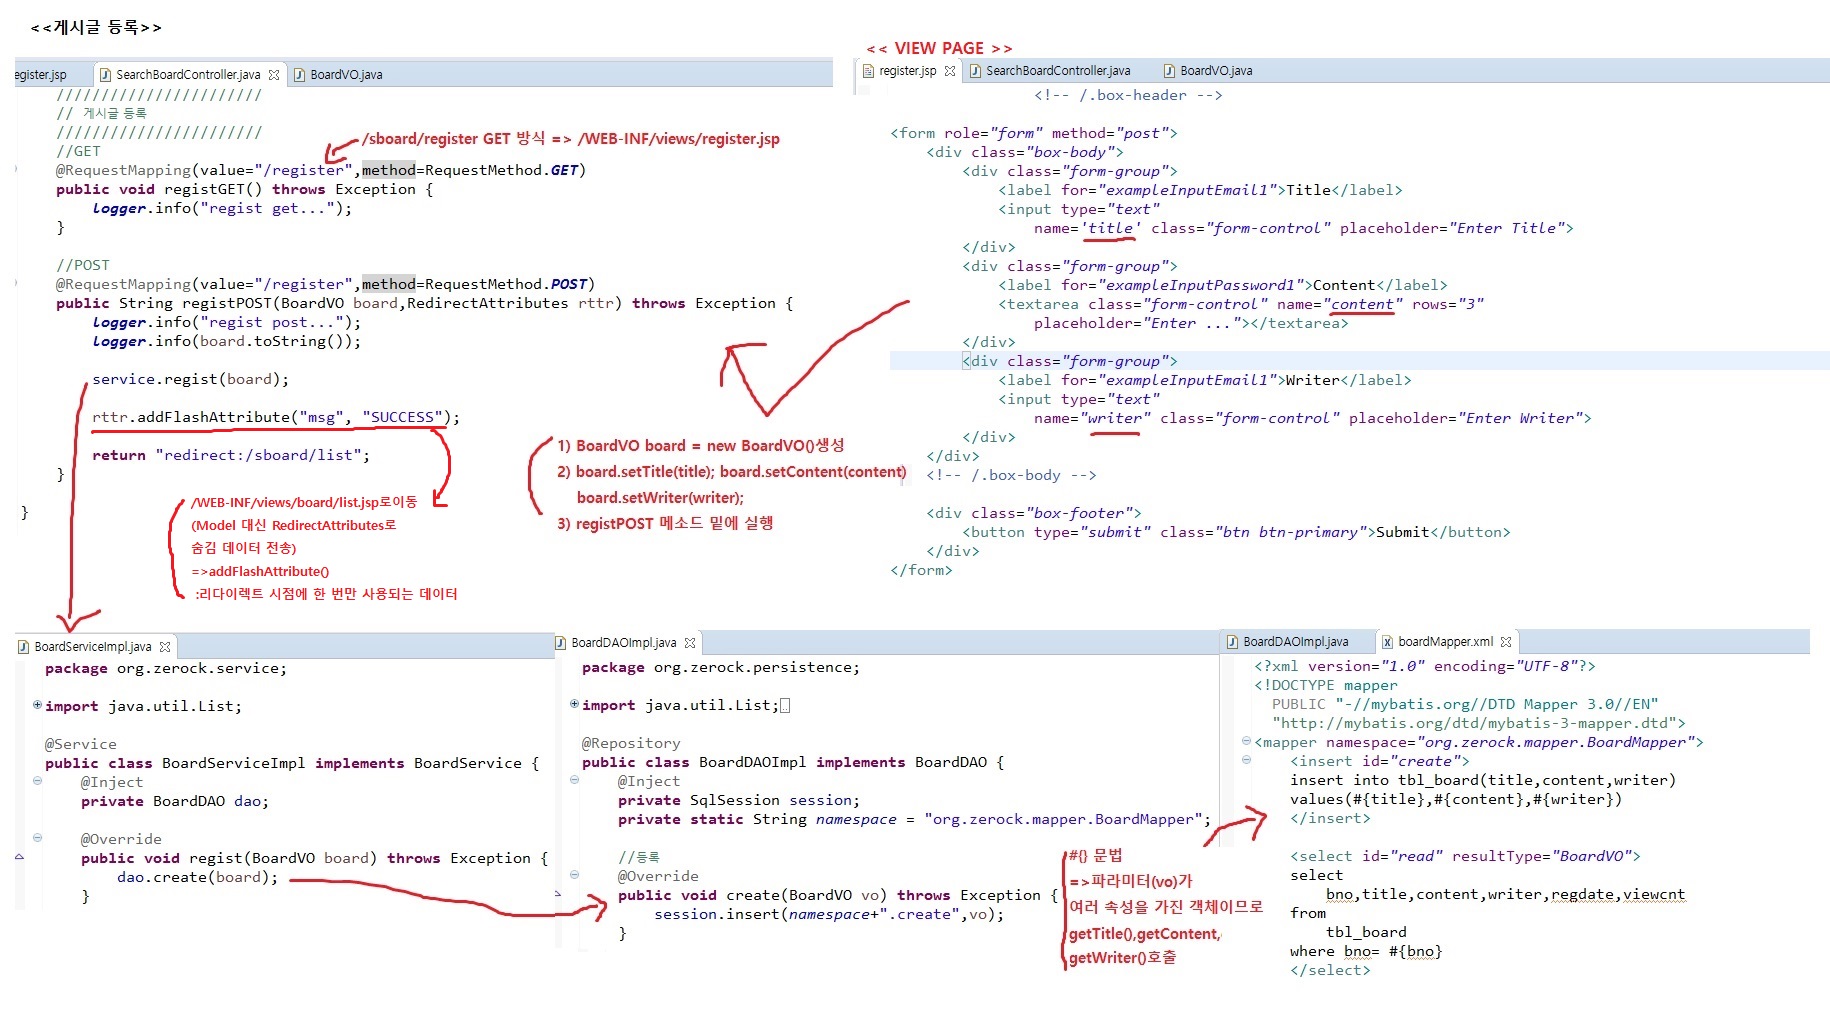 <<게시글 등록>>
egister.jsp
SearchBoardController.java
BoardVO.java
///////////////////////
// 게시글 등록
///////////////////////
//GET
/sboard/register GET 방식 => /WEB-INF/views/register.jsp
@RequestMapping(value="/register",method=RequestMethod.GET)
public void registGET() throws Exception {
logger.info("regist get...");
}
//POST
@RequestMapping(value="/register",method=RequestMethod.POST)
public String registPOST(BoardVO board,RedirectAttributes rttr) throws Exception {
logger.info("regist post...");
logger.info(board.toString());
service.regist(board);
rttr.addFlashAttribute("msg", "SUCCESS");
return "redirect:/sboard/list";
}
}
/WEB-INF/views/board/list.jsp로이동
(Model 대신 RedirectAttributes로
숨김 데이터 전송)
=>addFlashAttribute()
:리다이렉트 시점에 한 번만 사용되는 데이터
1) BoardVO board = new BoardVO()생성
2) board.setTitle(title); board.setContent(content)
board.setWriter(writer);
3) registPOST 메소드 밑에 실행
<< VIEW PAGE >>
register.jsp
SearchBoardController.java
BoardVO.java
<!-- /.box-header -->
<form role="form" method="post">
<div class="box-body">
<div class="form-group">
<label for="exampleInputEmail1">Title</label>
<input type="text"
name='title' class="form-control" placeholder="Enter Title">
</div>
<div class="form-group">
<label for="exampleInputPassword1">Content</label>
<textarea class="form-control" name="content" rows="3"
placeholder="Enter ..."></textarea>
</div>
<div class="form-group">
<label for="exampleInputEmail1">Writer</label>
<input type="text"
name="writer" class="form-control" placeholder="Enter Writer">
</div>
</div>
<!-- /.box-body -->
<div class="box-footer">
<button type="submit" class="btn btn-primary">Submit</button>
</div>
</form>
BoardServiceImpl.java
package org.zerock.service;
import java.util.List;
@Service
public class BoardServiceImpl implements BoardService {
@Inject
private BoardDAO dao;
@Override
public void regist(BoardVO board) throws Exception {
dao.create(board);
}
BoardDAOImpl.java
package org.zerock.persistence;
import java.util.List;
@Repository
public class BoardDAOImpl implements BoardDAO {
@Inject
private SqlSession session;
private static String namespace = "org.zerock.mapper.BoardMapper";
//등록
@Override
public void create(BoardVO vo) throws Exception {
session.insert(namespace+".create",vo);
}
#{} 문법
=>파라미터(vo)가
여러 속성을 가진 객체이므로
getTitle(),getContent,
getWriter()호출
BoardDAOImpl.java
boardMapper.xml
<?xml version="1.0" encoding="UTF-8"?>
<!DOCTYPE mapper
PUBLIC "-//mybatis.org//DTD Mapper 3.0//EN"
"http://mybatis.org/dtd/mybatis-3-mapper.dtd">
<mapper namespace="org.zerock.mapper.BoardMapper">
<insert id="create">
insert into tbl_board(title,content,writer)
values(#{title},#{content},#{writer})
</insert>
<select id="read" resultType="BoardVO">
select
bno,title,content,writer,regdate,viewcnt
from
tbl_board
where bno= #{bno}
</select>